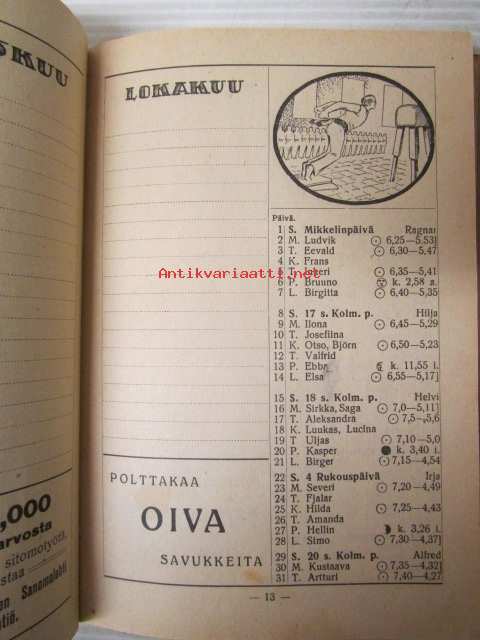 SKUU
,000
arvosta
sitomotyötä,
staa
en Sanomalehti
tiö.
LOKAKUU
POLTTAKAA
OIVA
SAVUKKEITA
Päivä.
1 S. Mikkelinpäivä Ragnar
2 M. Ludvik 6,25—5,53]
3 T. Eevald 6,30—5,47
4 K. Frans
5 T. Inkeri 6,35—5,41
6 P. Bruuno k. 2,58 a.
7 L. Birgitta 6,40—5,35
8 S. 17 s. Kolm. p. Hilja
9 M. Ilona 6,45—5,29
10 T. Josefiina
11 K. Otso, Björn 6,50—5,23
12 T. Valfrid
13 P. Ebba k. 11,55 i.
14 L. Elsa 6,55—5,17]
15 S. 18 s. Kolm. p. Helvi
16 M. Sirkka, Saga 7,0—5,11]
17 T. Aleksandra 7,5—5,6
18 K. Luukas, Lucina
19 T Uljas 7,10—5,0
20 P. Kasper k. 3,40 i.
21 L. Birger 7,15—4,54
22 S. 4 Rukouspäivä Irja
23 M. Severi 7,20—4,49
24 T. Fjalar
25 K. Hilda 7,25—4,43
26 T. Amanda
27 P. Hellin k. 3,26 i.
28 L. Simo 7,30—4,37]
29 S. 20 s. Kolm. p. Alfred
30 M. Kustaava 7,35—4,32]
31 T. Artturi 7,40—4,27
— 13 —
Antikvariaatti.net